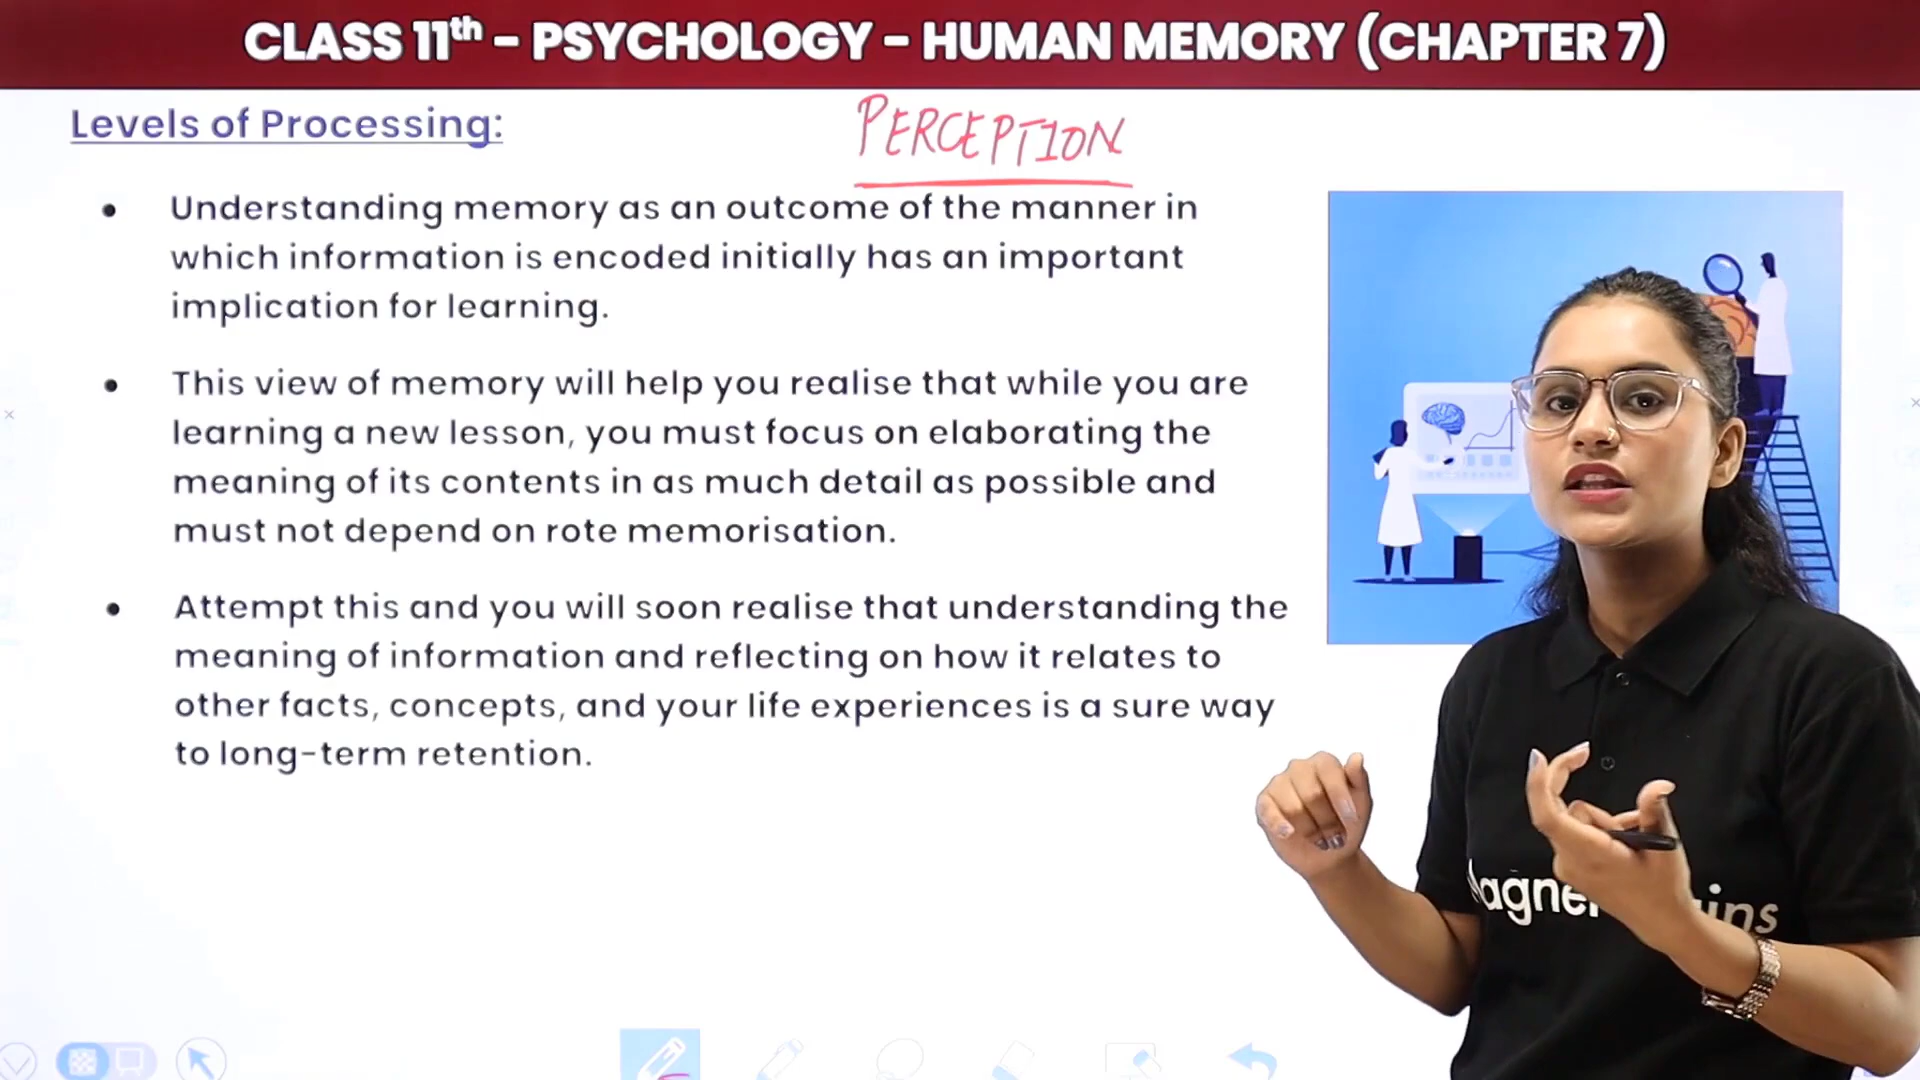 CLASS 11th - PSYCHOLOGY - HUMAN MEMORY (CHAPTER 7)
Levels of Processing:
PERCEPTION
• Understanding memory as an outcome of the manner in
which information is encoded initially has an important
implication for learning.
• This view of memory will help you realise that while you are
learning a new lesson, you must focus on elaborating the
meaning of its contents in as much detail as possible and
must not depend on rote memorisation.
• Attempt this and you will soon realise that understanding the
meaning of information and reflecting on how it relates to
other facts, concepts, and your life experiences is a sure way
to long-term retention.